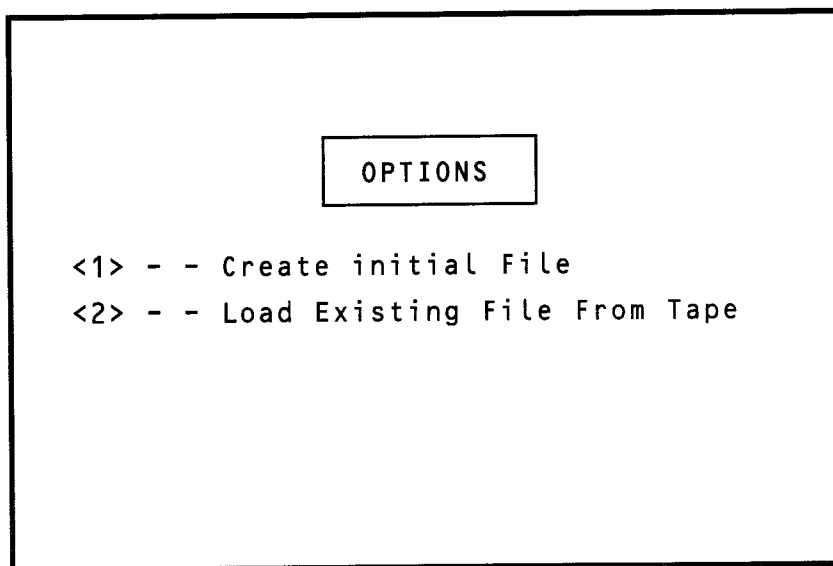 OPTIONS
<1> - - Create initial File
<2> - - Load Existing File From Tape